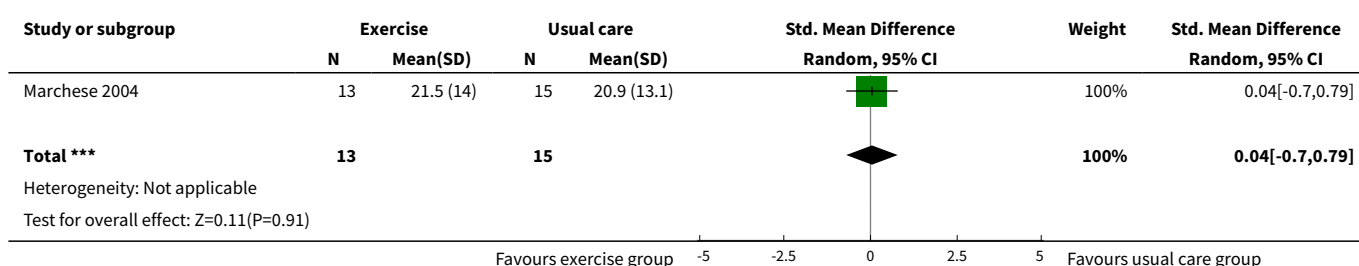 Study or subgroup Exercise Usual care Std. Mean Difference Weight Std. Mean Difference
N Mean(SD) N Mean(SD) Random, 95% CI Random, 95% CI
Marchese 2004 13 21.5 (14) 15 20.9 (13.1) 100% 0.04[-0.7,0.79]
Total *** 13 15 100% 0.04[-0.7,0.79]
Heterogeneity: Not applicable
Test for overall effect: Z=0.11(P=0.91)
Favours exercise group -5 -2.5 0 2.5 5 Favours usual care group